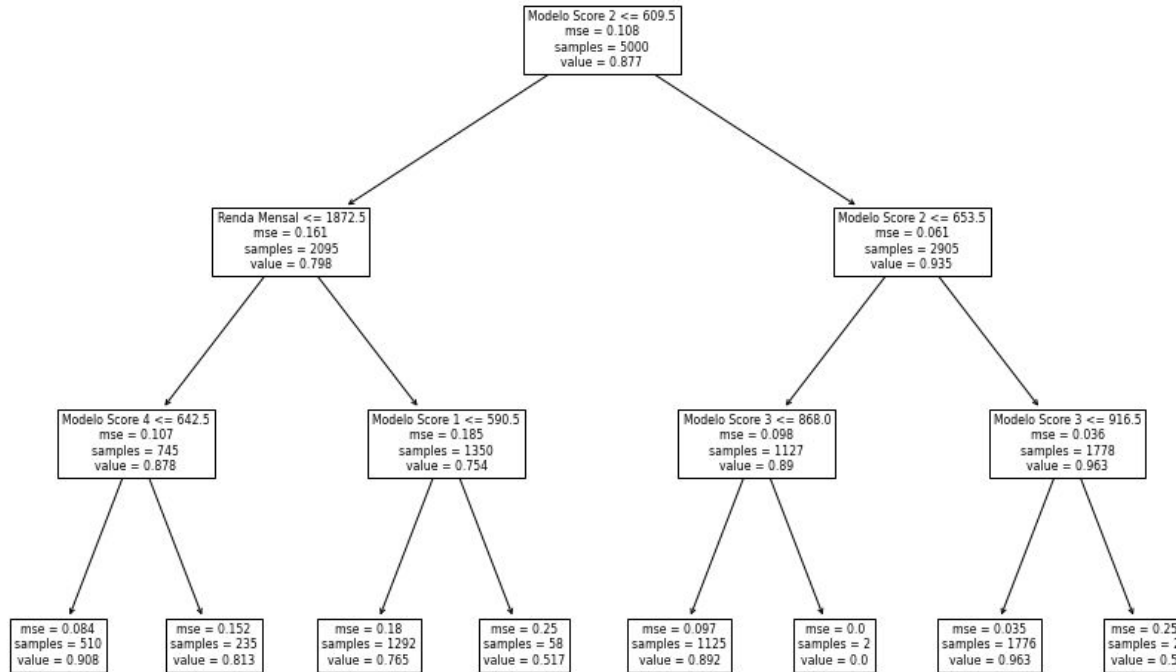 Modelo Score 2 <= 609.5
mse = 0.108
samples = 5000
value = 0.877
Renda Mensal <= 1872.5
mse = 0.161
samples = 2095
value = 0.798
Modelo Score 2 <= 653.5
mse = 0.061
samples = 2905
value = 0.935
Modelo Score 4 <= 642.5
mse = 0.107
samples = 745
value = 0.878
Modelo Score 1 <= 590.5
mse = 0.185
samples = 1350
value = 0.754
Modelo Score 3 <= 868.0
mse = 0.098
samples = 1127
value = 0.89
Modelo Score 3 <= 916.5
mse = 0.036
samples = 1778
value = 0.963
mse = 0.084
samples = 510
value = 0.908
mse = 0.152
samples = 235
value = 0.813
mse = 0.18
samples = 1292
value = 0.765
mse = 0.25
samples = 58
value = 0.517
mse = 0.097
samples = 1125
value = 0.892
mse = 0.0
samples = 2
value = 0.0
mse = 0.035
samples = 1776
value = 0.963
mse = 0.25
samples =
value =